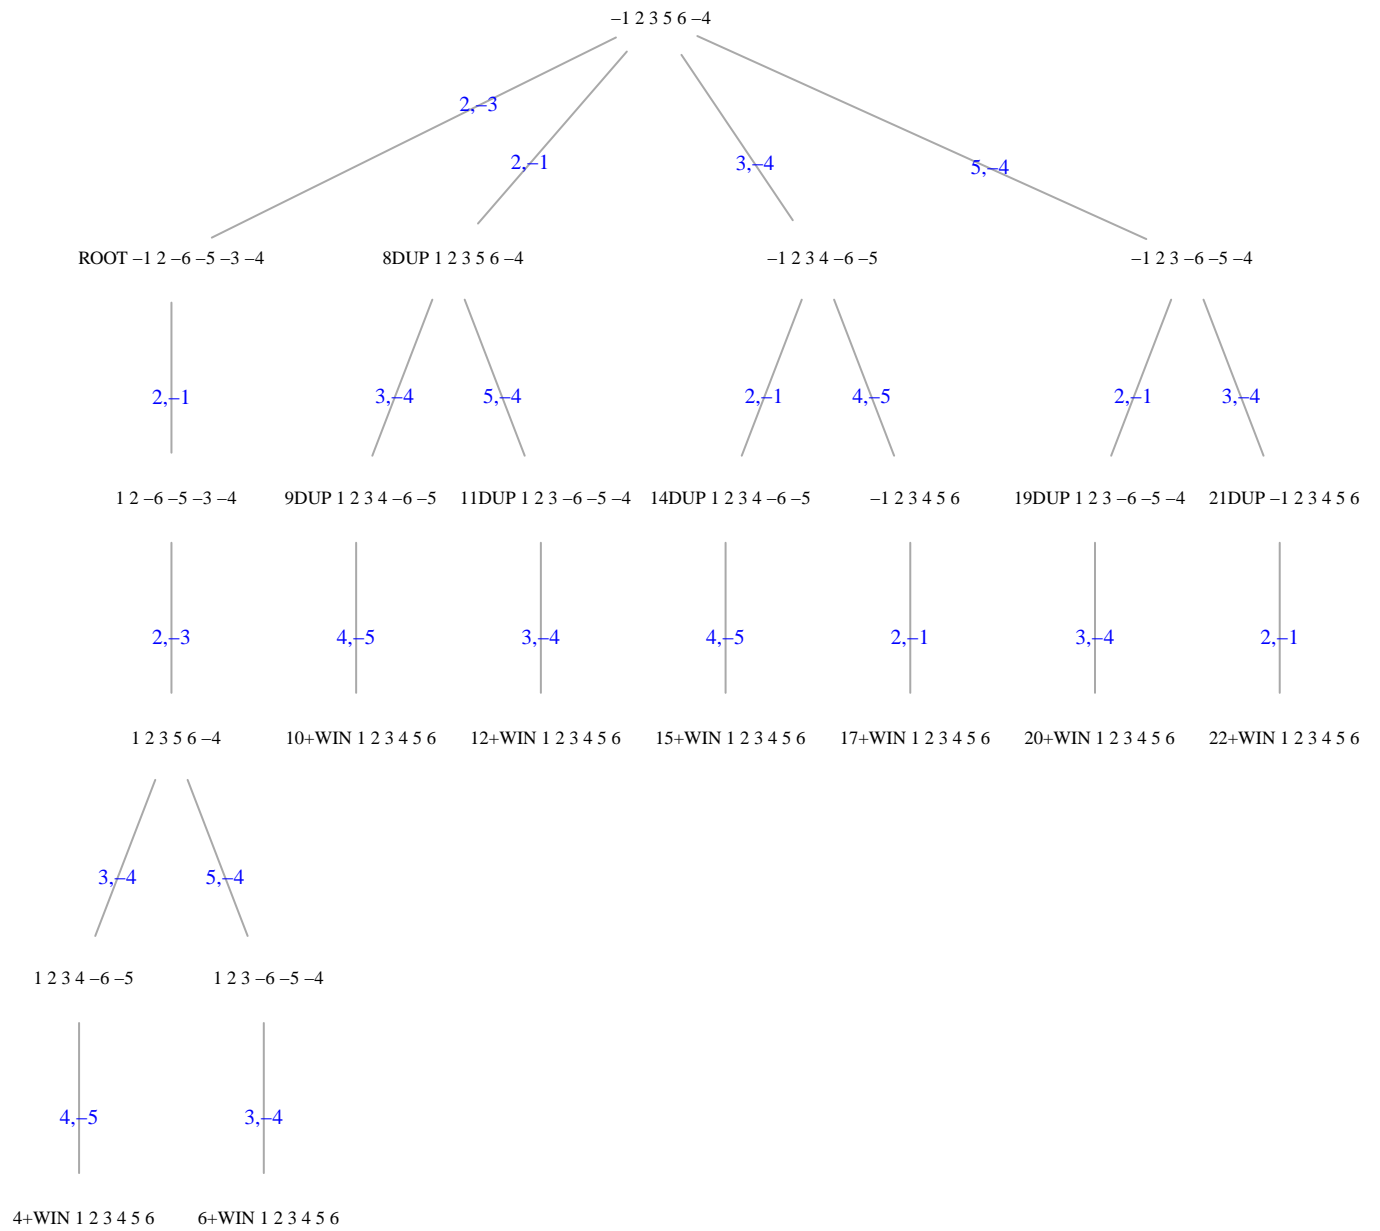 –1 2 3 5 6 –4
2,–3
2,–1
3,–4
5,–4
ROOT –1 2 –6 –5 –3 –4
8DUP 1 2 3 5 6 –4
–1 2 3 4 –6 –5
–1 2 3 –6 –5 –4
2,–1
3,–4
5,–4
2,–1
4,–5
2,–1
3,–4
1 2 –6 –5 –3 –4
9DUP 1 2 3 4 –6 –5
11DUP 1 2 3 –6 –5 –4
14DUP 1 2 3 4 –6 –5
–1 2 3 4 5 6
19DUP 1 2 3 –6 –5 –4
21DUP –1 2 3 4 5 6
2,–3
4,–5
3,–4
4,–5
2,–1
3,–4
2,–1
1 2 3 5 6 –4
10+WIN 1 2 3 4 5 6
12+WIN 1 2 3 4 5 6
15+WIN 1 2 3 4 5 6
17+WIN 1 2 3 4 5 6
20+WIN 1 2 3 4 5 6
22+WIN 1 2 3 4 5 6
3,–4
5,–4
1 2 3 4 –6 –5
1 2 3 –6 –5 –4
4,–5
3,–4
4+WIN 1 2 3 4 5 6
6+WIN 1 2 3 4 5 6